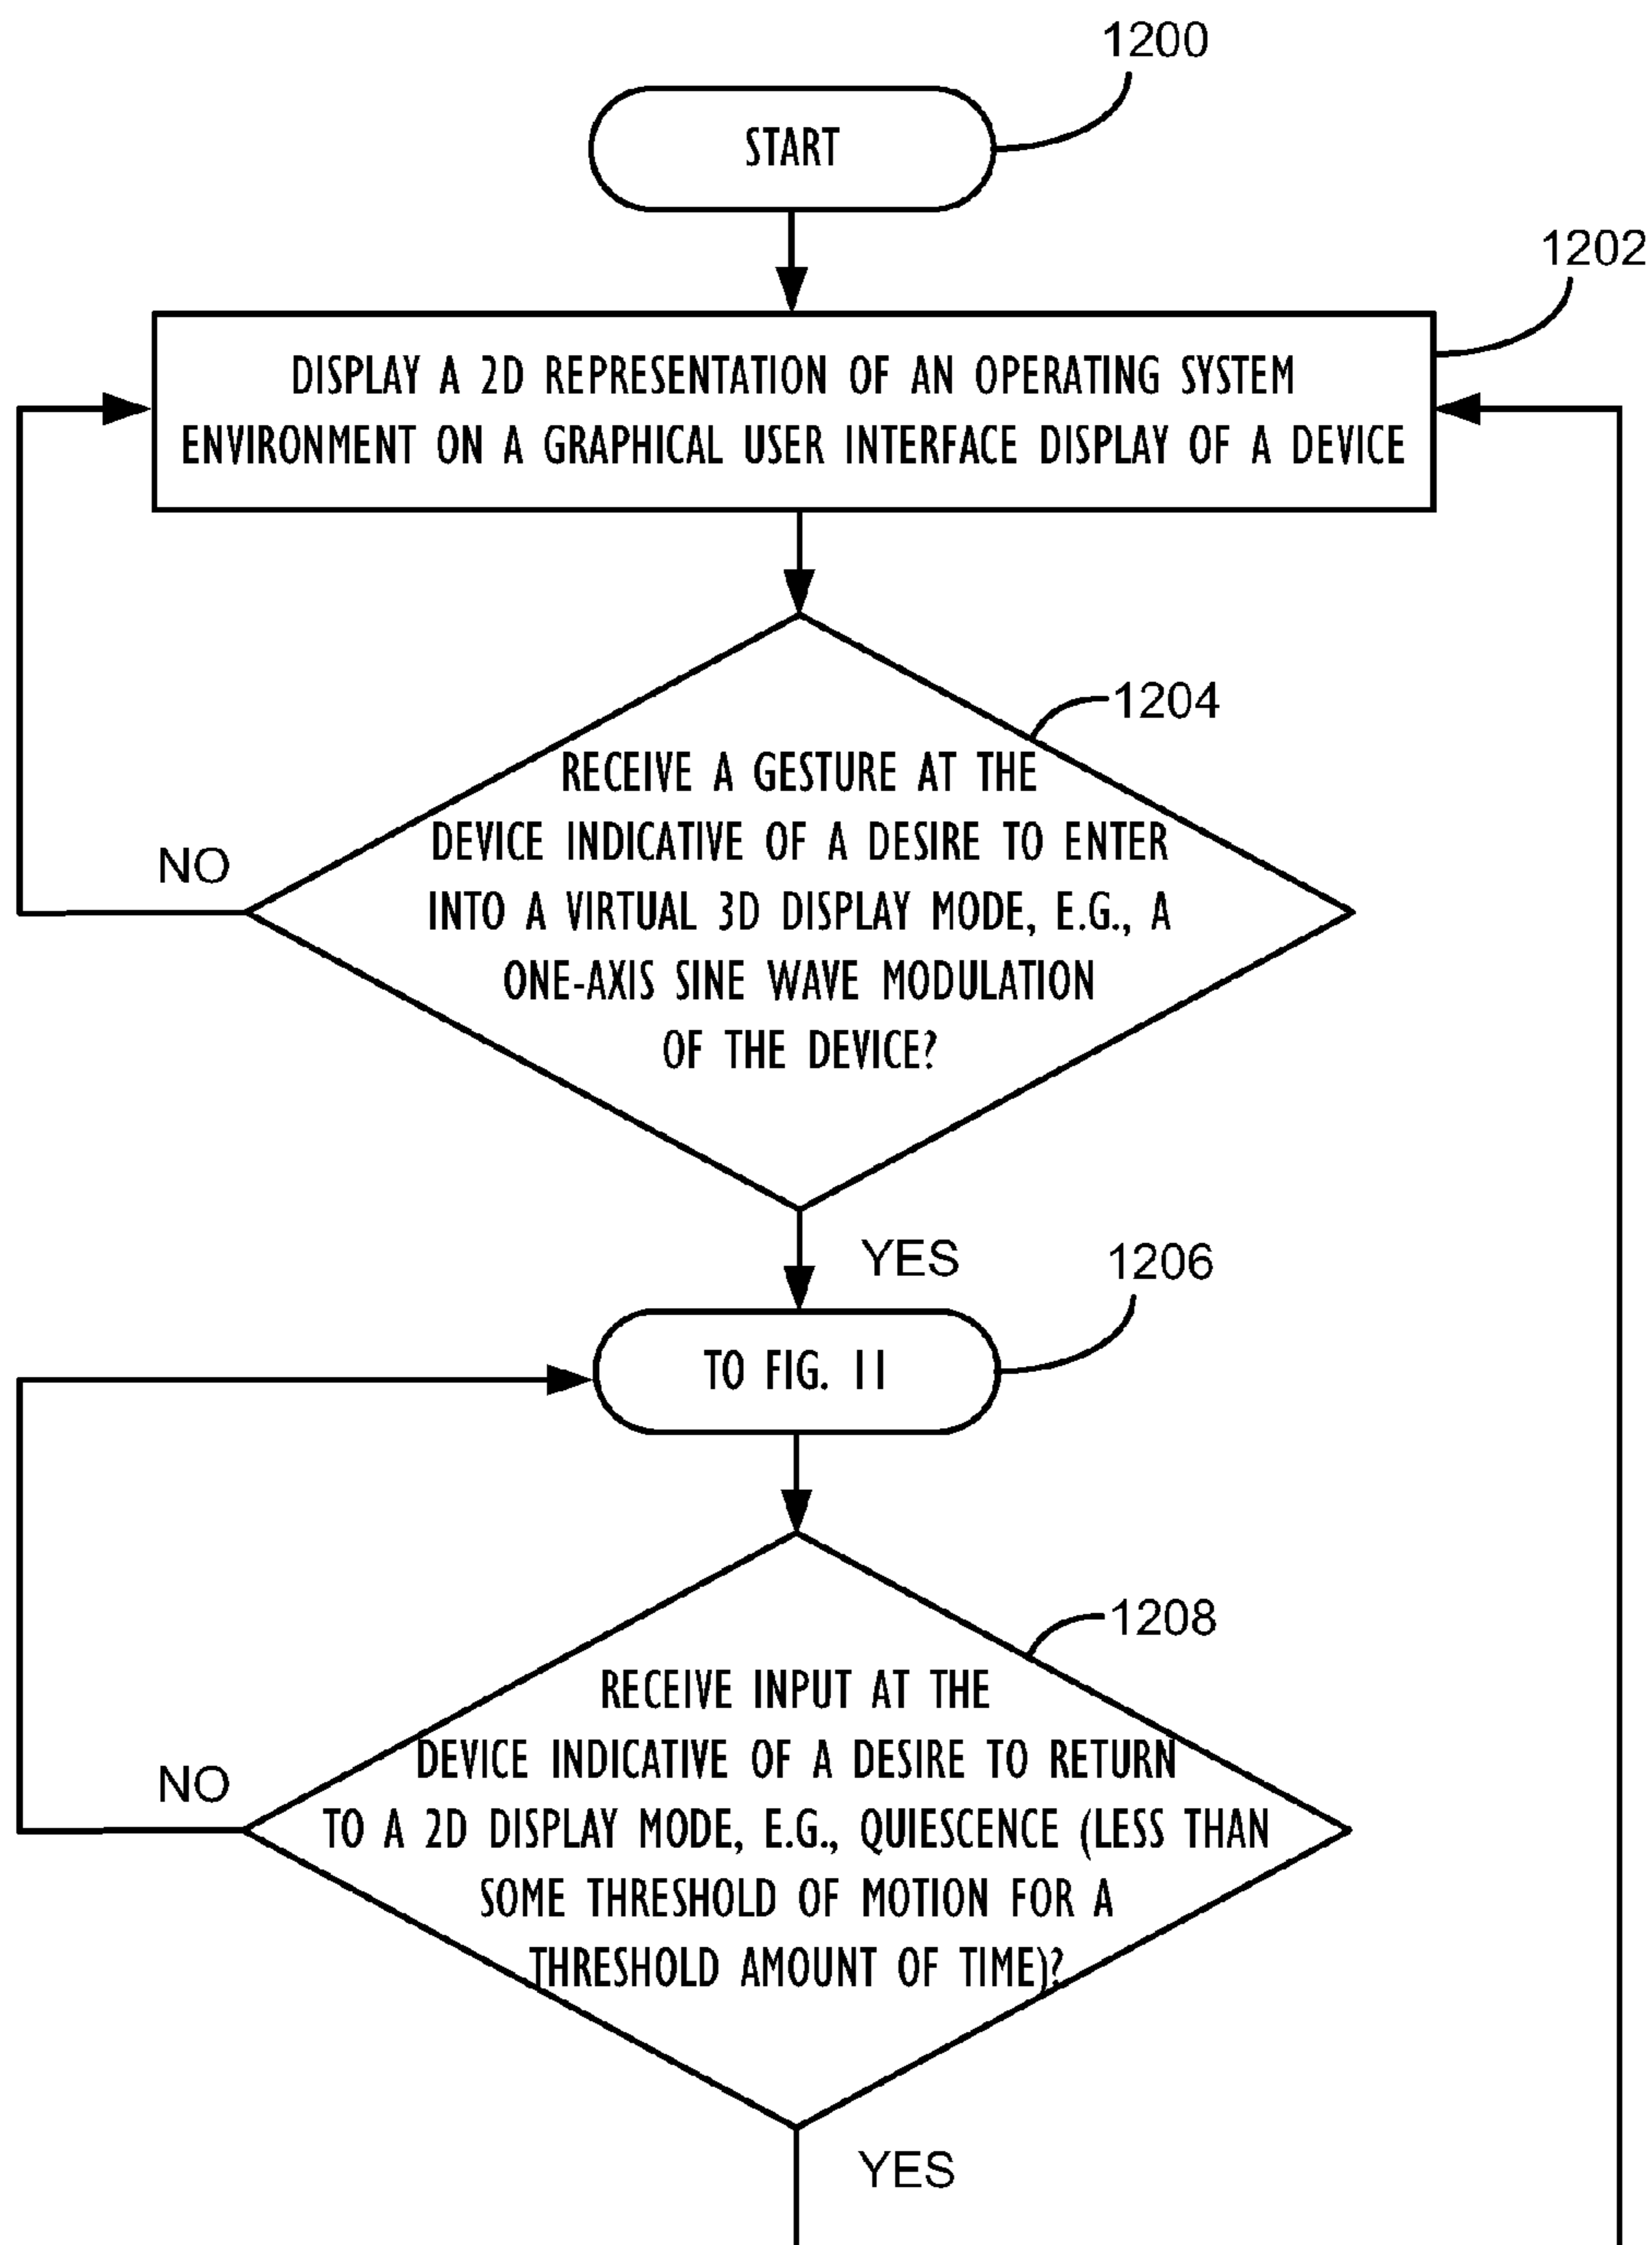 1200
START
1202
DISPLAY A 2D REPRESENTATION OF AN OPERATING SYSTEM
ENVIRONMENT ON A GRAPHICAL USER INTERFACE DISPLAY OF A DEVICE
1204
RECEIVE A GESTURE AT THE
DEVICE INDICATIVE OF A DESIRE TO ENTER
INTO A VIRTUAL 3D DISPLAY MODE, E.G., A
ONE-AXIS SINE WAVE MODULATION
OF THE DEVICE?
NO
YES
1206
TO FIG. 11
1208
RECEIVE INPUT AT THE
DEVICE INDICATIVE OF A DESIRE TO RETURN
TO A 2D DISPLAY MODE, E.G., QUIESCENCE (LESS THAN
SOME THRESHOLD OF MOTION FOR A
THRESHOLD AMOUNT OF TIME)?
NO
YES